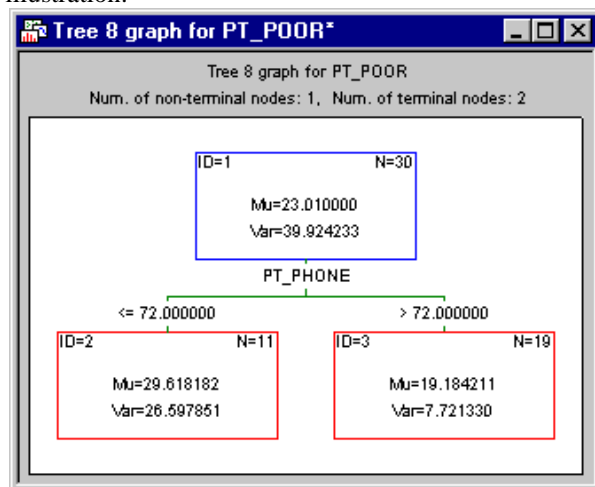 illustration.
Tree 8 graph for PT_POOR*
Tree 8 graph for PT_POOR
Num. of non-terminal nodes: 1, Num. of terminal nodes: 2
ID=1 N=30
Mu=23.010000
Var=39.924233
PT_PHONE
<= 72.000000 > 72.000000
ID=2 N=11 ID=3 N=19
Mu=29.618182 Mu=19.184211
Var=26.597851 Var=7.721330